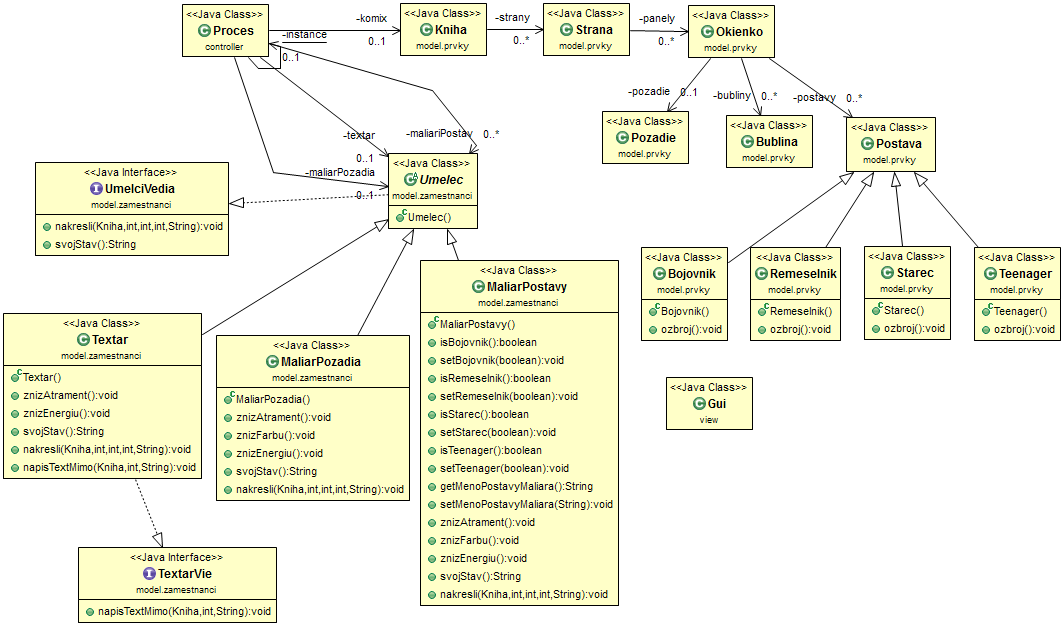 <<Java Class>>
Proces
controller
-instance
0..1
-komix
0..1
<<Java Class>>
Kniha
model.prvky
-strany
0..*
<<Java Class>>
Strana
model.prvky
-panely
0..*
<<Java Class>>
Okienko
model.prvky
-pozadie
0..1
-bubliny
0..*
-postavy
0..*
<<Java Class>>
Pozadie
model.prvky
<<Java Class>>
Bublina
model.prvky
<<Java Class>>
Postava
model.prvky
-textar
0..1
-maliariPostav
0..*
-maliarPozadia
0..1
<<Java Interface>>
UmelciVedia
model.zamestnanci
nakresli(Kniha,int,int,int,String):void
svojStav():String
<<Java Class>>
Umelec
model.zamestnanci
Umelec()
<<Java Class>>
Bojovnik
model.prvky
Bojovnik()
ozbroj():void
<<Java Class>>
Remeselnik
model.prvky
Remeselnik()
ozbroj():void
<<Java Class>>
Starec
model.prvky
Starec()
ozbroj():void
<<Java Class>>
Teenager
model.prvky
Teenager()
ozbroj():void
<<Java Class>>
Textar
model.zamestnanci
Textar()
znizAtrament():void
znizEnergiu():void
svojStav():String
nakresli(Kniha,int,int,int,String):void
napisTextMimo(Kniha,int,String):void
<<Java Class>>
MaliarPozadia
model.zamestnanci
MaliarPozadia()
znizAtrament():void
znizFarbu():void
znizEnergiu():void
svojStav():String
nakresli(Kniha,int,int,int,String):void
<<Java Class>>
MaliarPostavy
model.zamestnanci
MaliarPostavy()
isBojovnik():boolean
setBojovnik(boolean):void
isRemeselnik():boolean
setRemeselnik(boolean):void
isStarec():boolean
setStarec(boolean):void
isTeenager():boolean
setTeenager(boolean):void
getMenoPostavyMaliara():String
setMenoPostavyMaliara(String):void
znizAtrament():void
znizFarbu():void
znizEnergiu():void
svojStav():String
nakresli(Kniha,int,int,int,String):void
<<Java Class>>
Gui
view
<<Java Interface>>
TextarVie
model.zamestnanci
napisTextMimo(Kniha,int,String):void